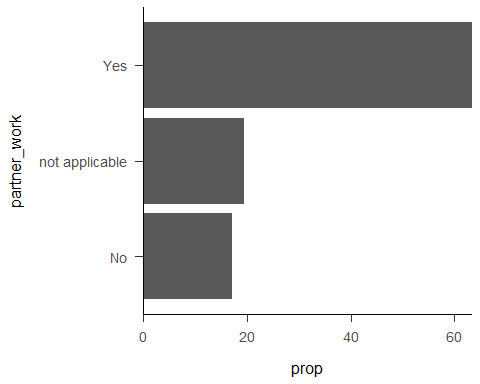 partner_work
Yes
not applicable
No
0 20 40 60
prop